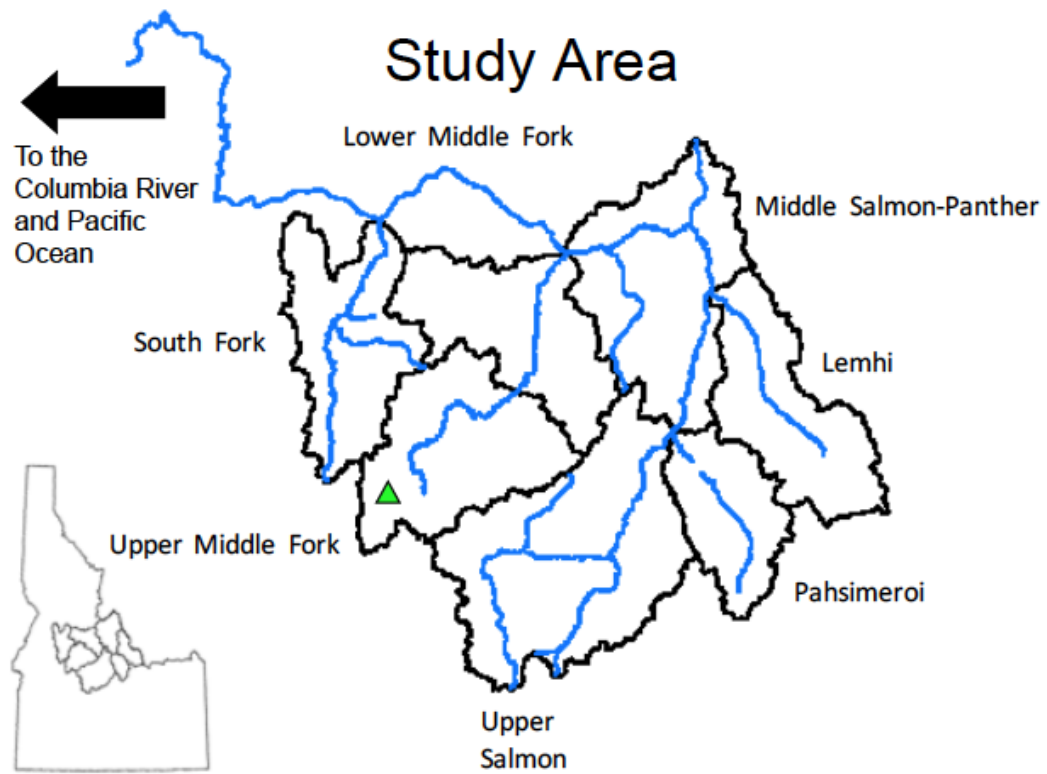 Study Area
To the
Columbia River
and Pacific
Ocean
Lower Middle Fork
Middle Salmon-Panther
South Fork
Lemhi
Upper Middle Fork
Pahsimeroi
Upper
Salmon